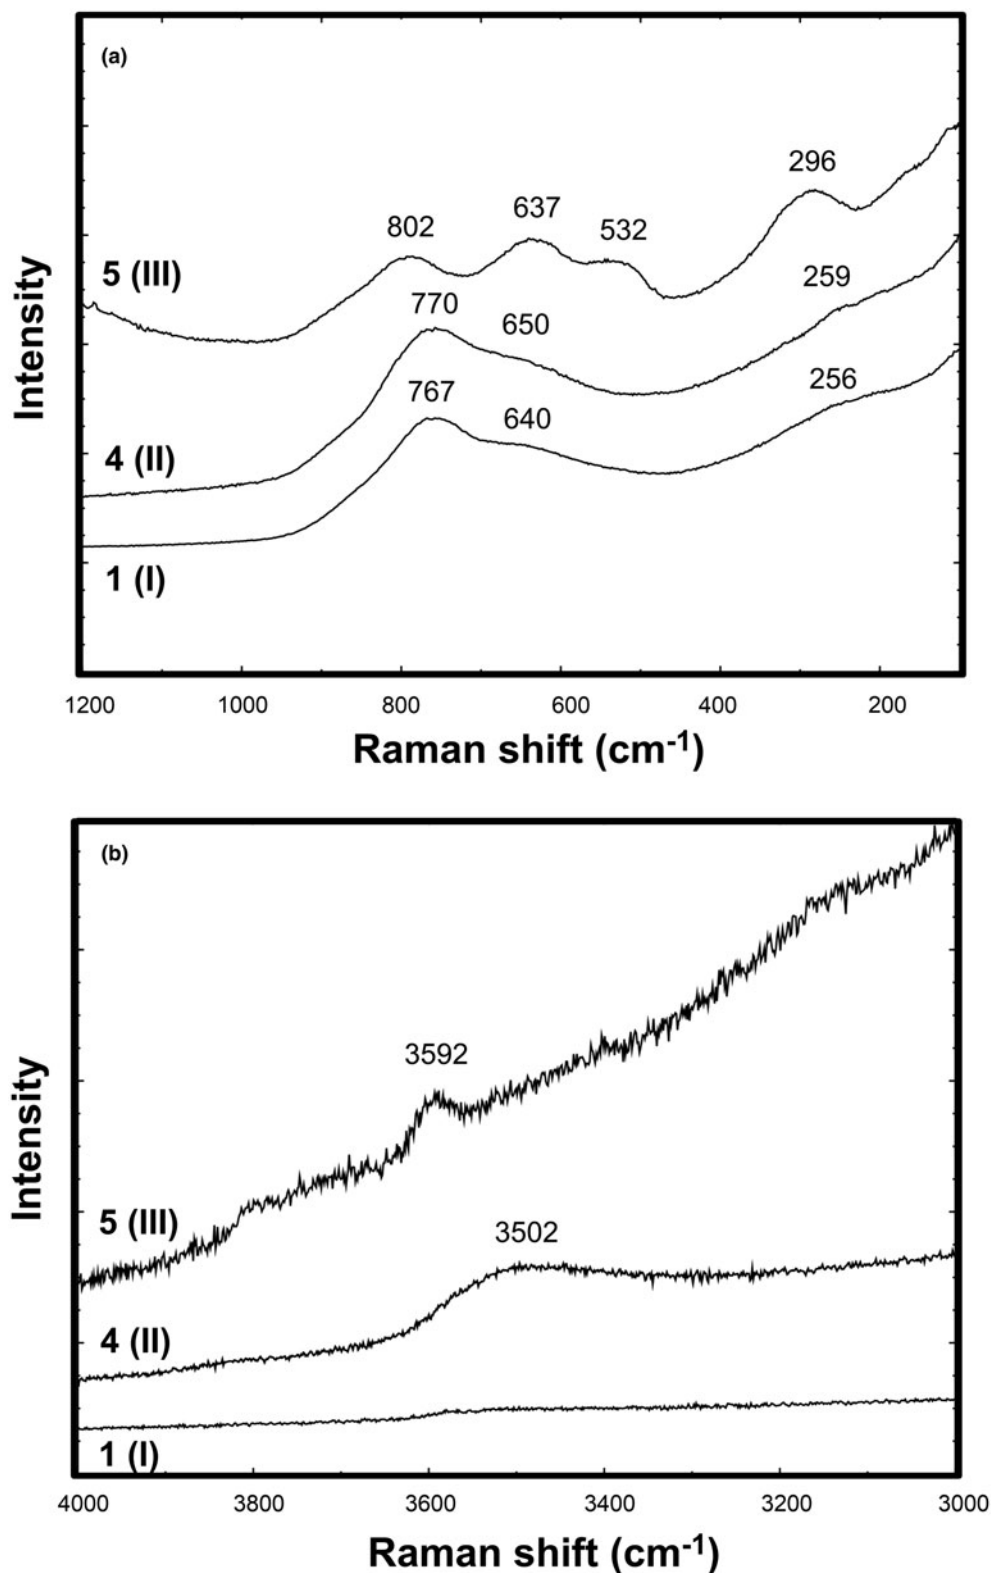 (a)
296
637
532
802
5 (III)
259
770
650
256
767
640
4 (II)
1 (I)
Intensity
1200 1000 800 600 400 200
Raman shift (cm-1)
(b)
3592
5 (III)
3502
4 (II)
1 (I)
Intensity
4000 3800 3600 3400 3200 3000
Raman shift (cm-1)